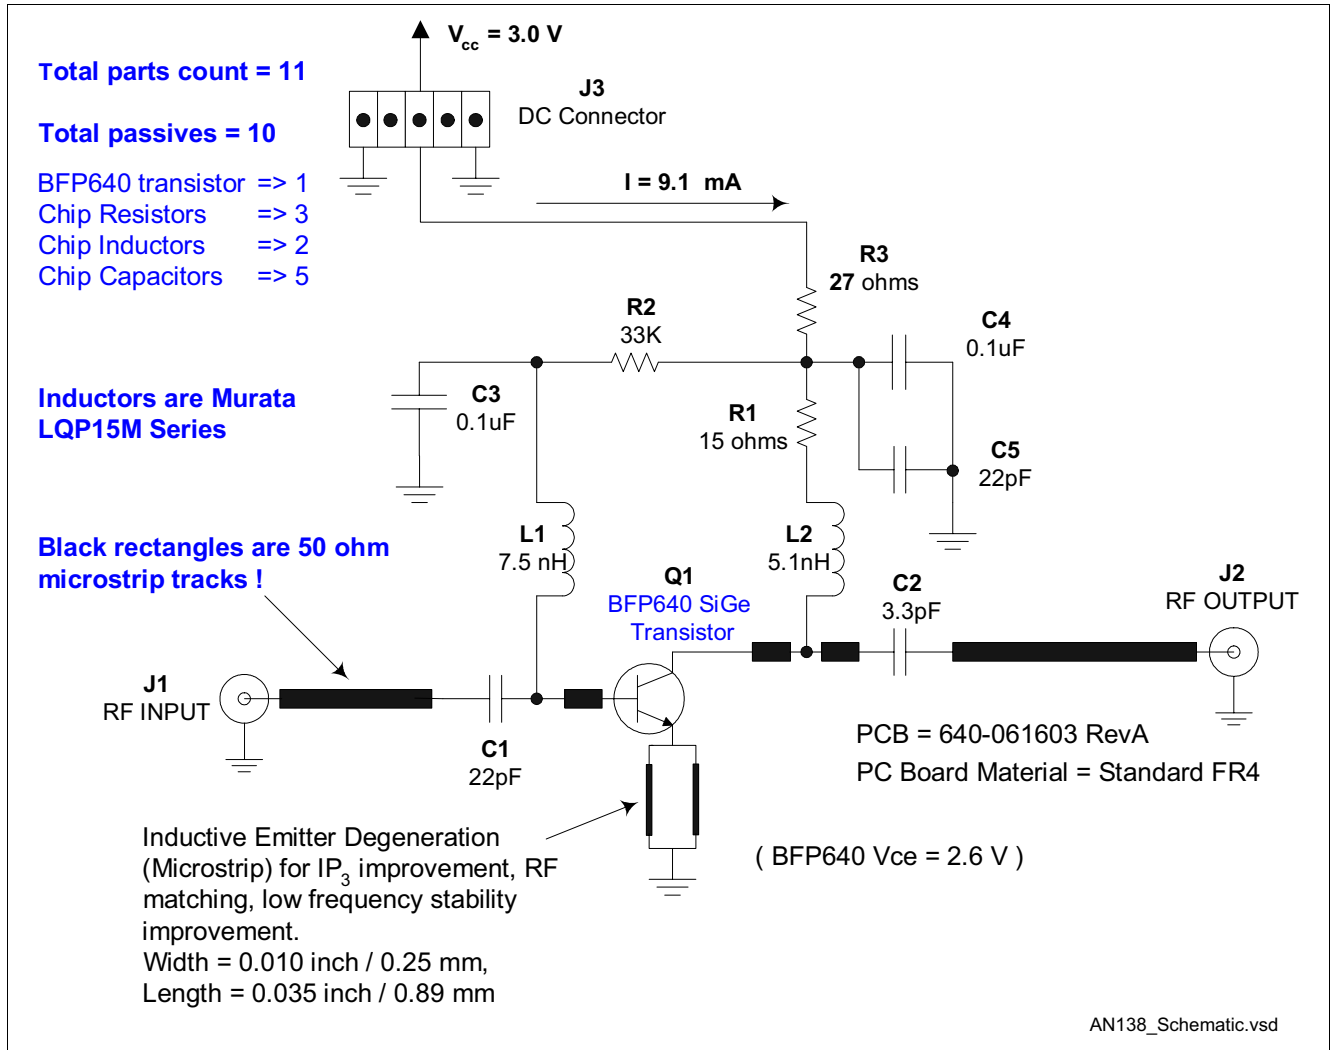 V_cc = 3.0 V
Total parts count = 11
J3
DC Connector
Total passives = 10
BFP640 transistor => 1
Chip Resistors => 3
Chip Inductors => 2
Chip Capacitors => 5
I = 9.1 mA
R3
27 ohms
R2
33K
C4
0.1uF
Inductors are Murata
LQP15M Series
C3
0.1uF
R1
15 ohms
C5
22pF
Black rectangles are 50 ohm
microstrip tracks !
L1
7.5 nH
L2
5.1nH
Q1
BFP640 SiGe
Transistor
C2
3.3pF
J2
RF OUTPUT
J1
RF INPUT
C1
22pF
PCB = 640-061603 RevA
PC Board Material = Standard FR4
Inductive Emitter Degeneration
(Microstrip) for IP3 improvement, RF
matching, low frequency stability
improvement.
Width = 0.010 inch / 0.25 mm,
Length = 0.035 inch / 0.89 mm
( BFP640 Vce = 2.6 V )
AN138_Schematic.vsd